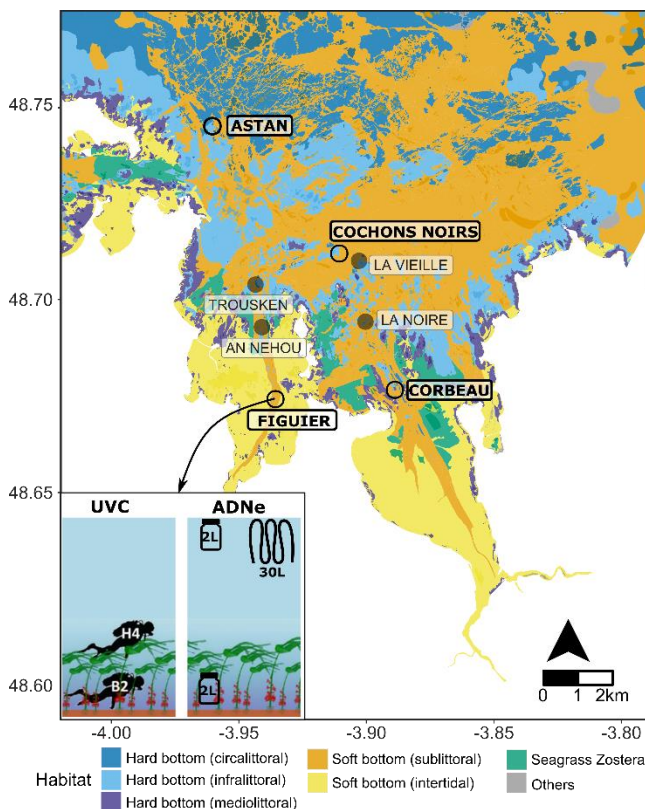 48.75
ASTAN
COCHONS NOIRS
LA VIEILLE
48.70
TROUSKEN
LA NOIRE
AN NEHOU
CORBEAU
FIGUIER
48.65
UVC
ADNe
2L
30L
H4
B2
2L
48.60
0 1 2km
-4.00 -3.95 -3.90 -3.85 -3.80
Habitat
Hard bottom (circalittoral)
Hard bottom (infralittoral)
Hard bottom (mediolittoral)
Soft bottom (sublittoral)
Soft bottom (intertidal)
Seagrass Zostera
Others